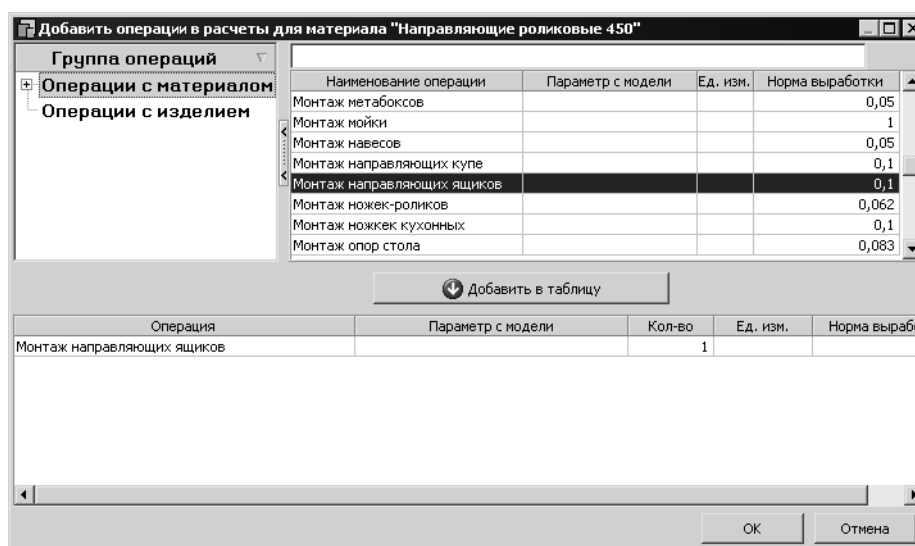 Добавить операции в расчеты для материала "Направляющие роликовые 450"
Группа операций
Операции с материалом
Операции с изделием
Наименование операции Параметр с модели Ед. изм. Норма выработки
Монтаж метабоксов 0,05
Монтаж мойки 1
Монтаж навесов 0,05
Монтаж направляющих купе 0,1
Монтаж направляющих ящиков 0,1
Монтаж ножек-роликов 0,062
Монтаж ножкек кухонных 0,1
Монтаж опор стола 0,083
Добавить в таблицу
Операция Параметр с модели Кол-во Ед. изм. Норма выраб
Монтаж направляющих ящиков 1
OK Отмена